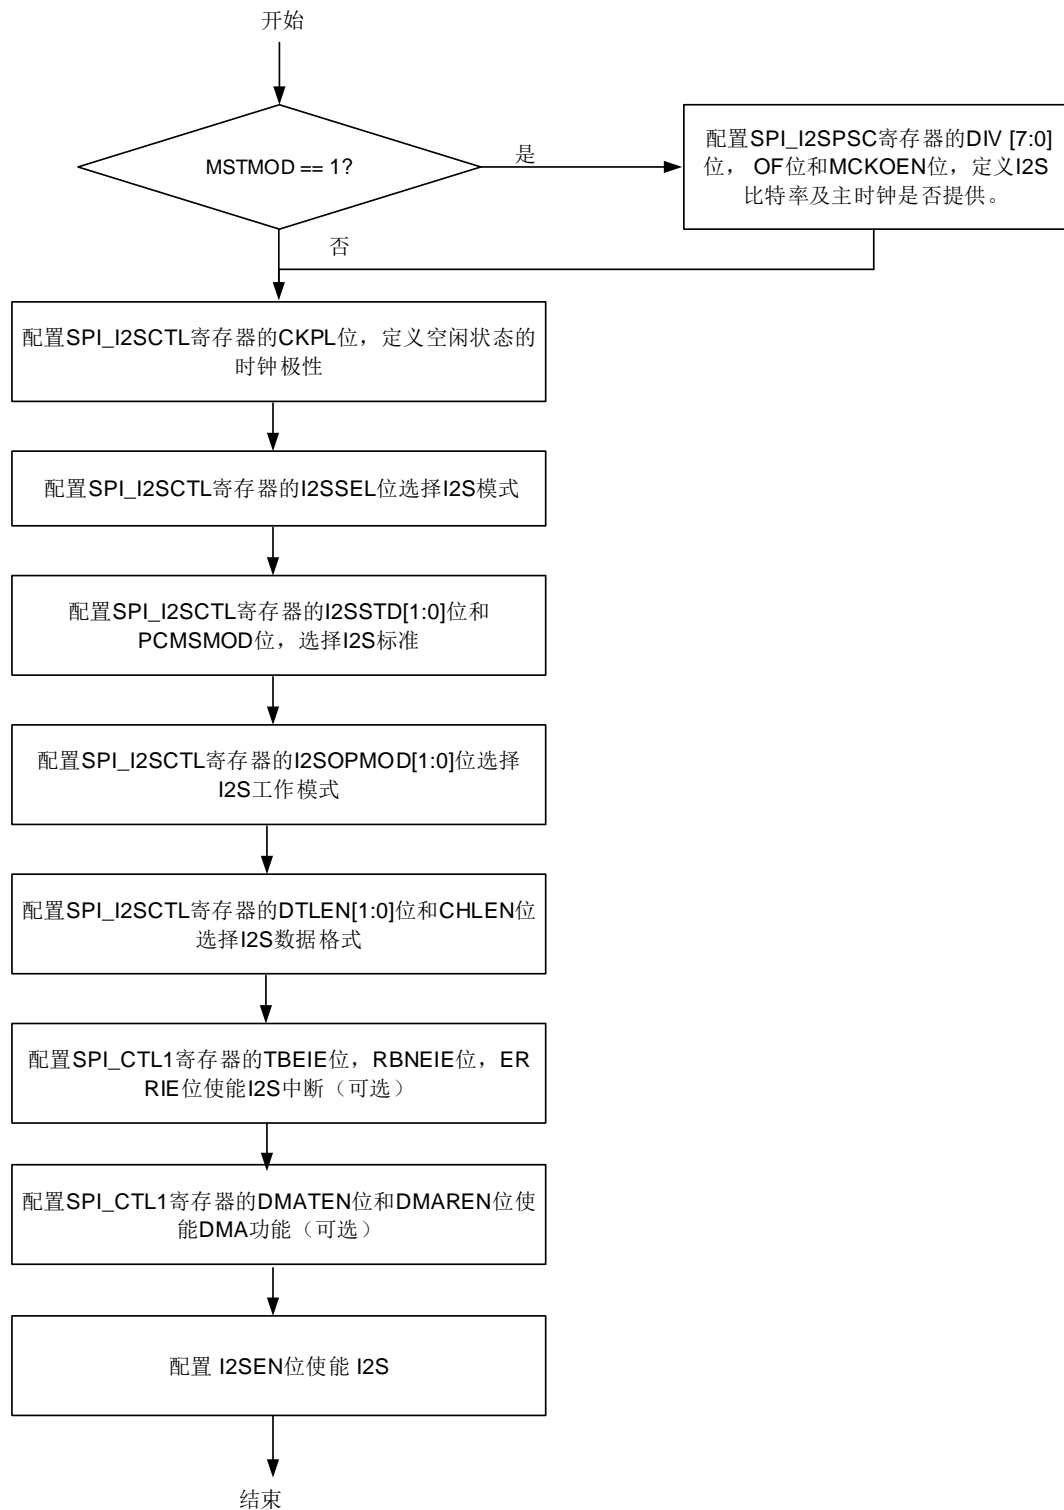 开始
MSTMOD == 1?
是
配置SPI_I2SPSC寄存器的DIV [7:0]
位， OF位和MCKOEN位，定义I2S
比特率及主时钟是否提供。
否
配置SPI_I2SCTL寄存器的CKPL位，定义空闲状态的
时钟极性
配置SPI_I2SCTL寄存器的I2SSEL位选择I2S模式
配置SPI_I2SCTL寄存器的I2SSTD[1:0]位和
PCMSMOD位，选择I2S标准
配置SPI_I2SCTL寄存器的I2SOPMOD[1:0]位选择
I2S工作模式
配置SPI_I2SCTL寄存器的DTLEN[1:0]位和CHLEN位
选择I2S数据格式
配置SPI_CTL1寄存器的TBEIE位，RBNEIE位，ER
RIE位使能I2S中断（可选）
配置SPI_CTL1寄存器的DMATEN位和DMAREN位使
能DMA功能（可选）
配置 I2SEN位使能 I2S
结束